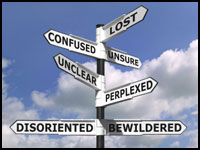 LOST
CONFUSED
UNSURE
UNCLEAR
PERPLEXED
DISORIENTED
BEWILDERED